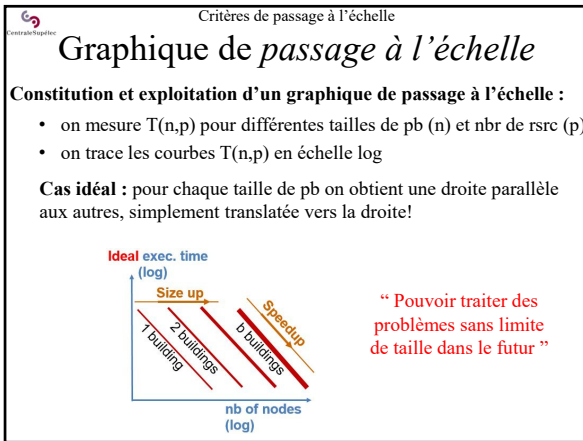 Critères de passage à l'échelle
CentraleSupélec
Graphique de passage à l'échelle
Constitution et exploitation d'un graphique de passage à l'échelle :
• on mesure T(n,p) pour différentes tailles de pb (n) et nbr de rsrc (p)
• on trace les courbes T(n,p) en échelle log
Cas idéal : pour chaque taille de pb on obtient une droite parallèle
aux autres, simplement translatée vers la droite!
Ideal exec. time
(log)
Size up
Speedup
1 building
2 buildings
b buildings
nb of nodes
(log)
“ Pouvoir traiter des
problèmes sans limite
de taille dans le futur ”